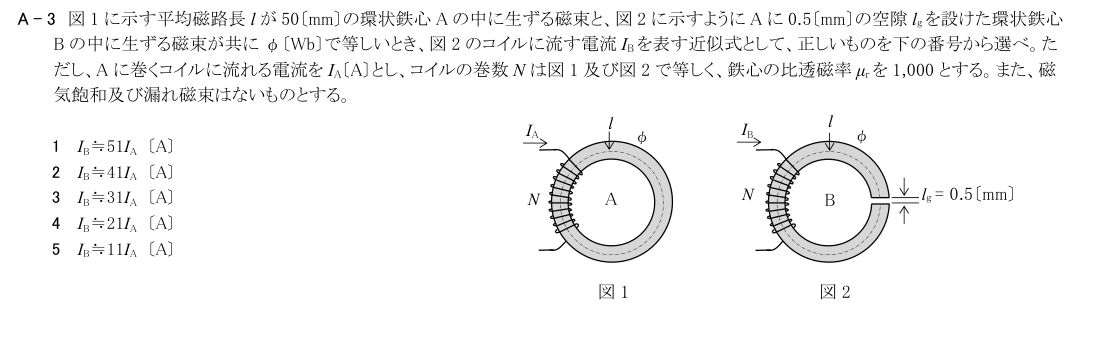 A－3 図1に示す平均磁路長 l が 50〔mm〕の環状鉄心 A の中に生ずる磁束と、図2に示すように A に 0.5〔mm〕の空隙 lgを設けた環状鉄心
B の中に生ずる磁束が共に φ〔Wb〕で等しいとき、図2のコイルに流す電流 IBを表す近似式として、正しいものを下の番号から選べ。た
だし、A に巻くコイルに流れる電流を IA〔A〕とし、コイルの巻数 N は図1及び図2で等しく、鉄心の比透磁率 μrを 1,000 とする。また、磁
気飽和及び漏れ磁束はないものとする。
1 IB≒51IA 〔A〕
2 IB≒41IA 〔A〕
3 IB≒31IA 〔A〕
4 IB≒21IA 〔A〕
5 IB≒11IA 〔A〕
IA
l
φ
N
A
図1
IB
l
φ
N
B
lg = 0.5〔mm〕
図2